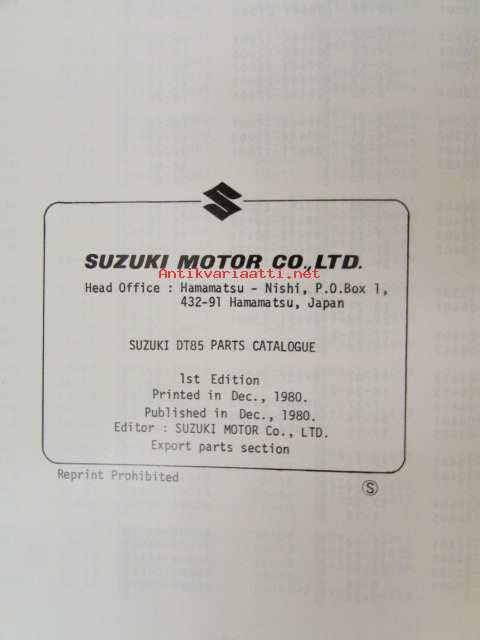 SUZUKI MOTOR CO.,LTD.
Antikvariaatti.net
Head Office : Hamamatsu - Nishi, P.O.Box 1,
432-91 Hamamatsu, Japan
SUZUKI DT85 PARTS CATALOGUE
1st Edition
Printed in Dec., 1980.
Published in Dec., 1980.
Editor : SUZUKI MOTOR Co., LTD.
Export parts section
Reprint Prohibited
S